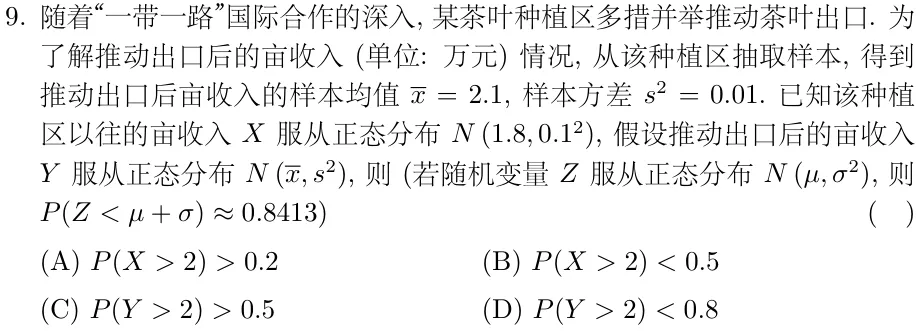 9. 随着“一带一路”国际合作的深入, 某茶叶种植区多措并举推动茶叶出口. 为
了解推动出口后的亩收入 (单位: 万元) 情况, 从该种植区抽取样本, 得到
推动出口后亩收入的样本均值 x̅ = 2.1, 样本方差 s² = 0.01. 已知该种植
区以往的亩收入 X 服从正态分布 N (1.8, 0.1²), 假设推动出口后的亩收入
Y 服从正态分布 N (x̅, s²), 则 (若随机变量 Z 服从正态分布 N (μ, σ²), 则
P(Z < μ + σ) ≈ 0.8413) ( )
(A) P(X > 2) > 0.2 (B) P(X > 2) < 0.5
(C) P(Y > 2) > 0.5 (D) P(Y > 2) < 0.8